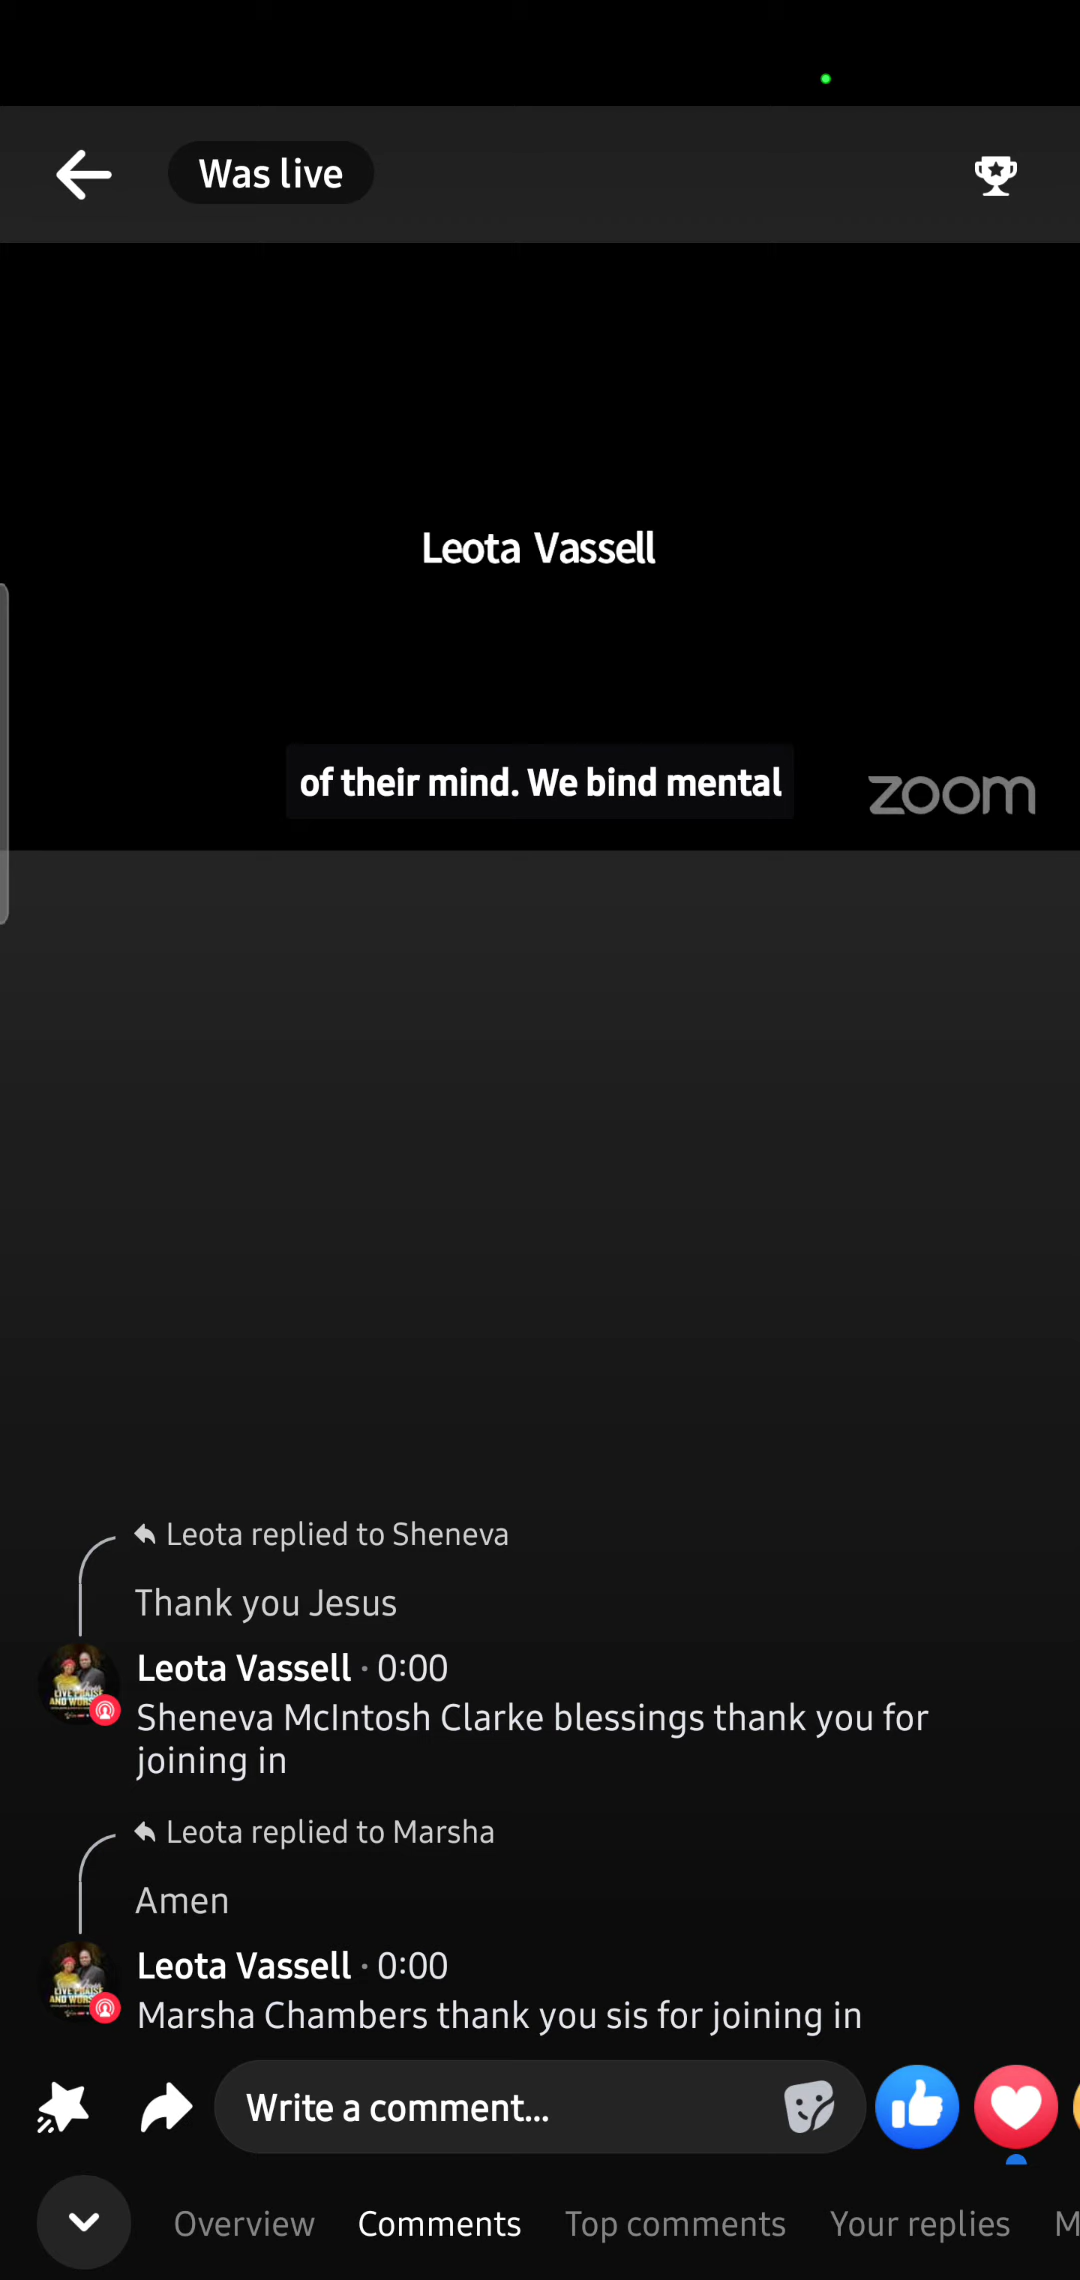 Was live
Leota Vassell
of their mind. We bind mental
zoom
Leota replied to Sheneva
Thank you Jesus
Leota Vassell · 0:00
Sheneva McIntosh Clarke blessings thank you for
joining in
Leota replied to Marsha
Amen
Leota Vassell · 0:00
Marsha Chambers thank you sis for joining in
Write a comment...
Overview Comments Top comments Your replies M